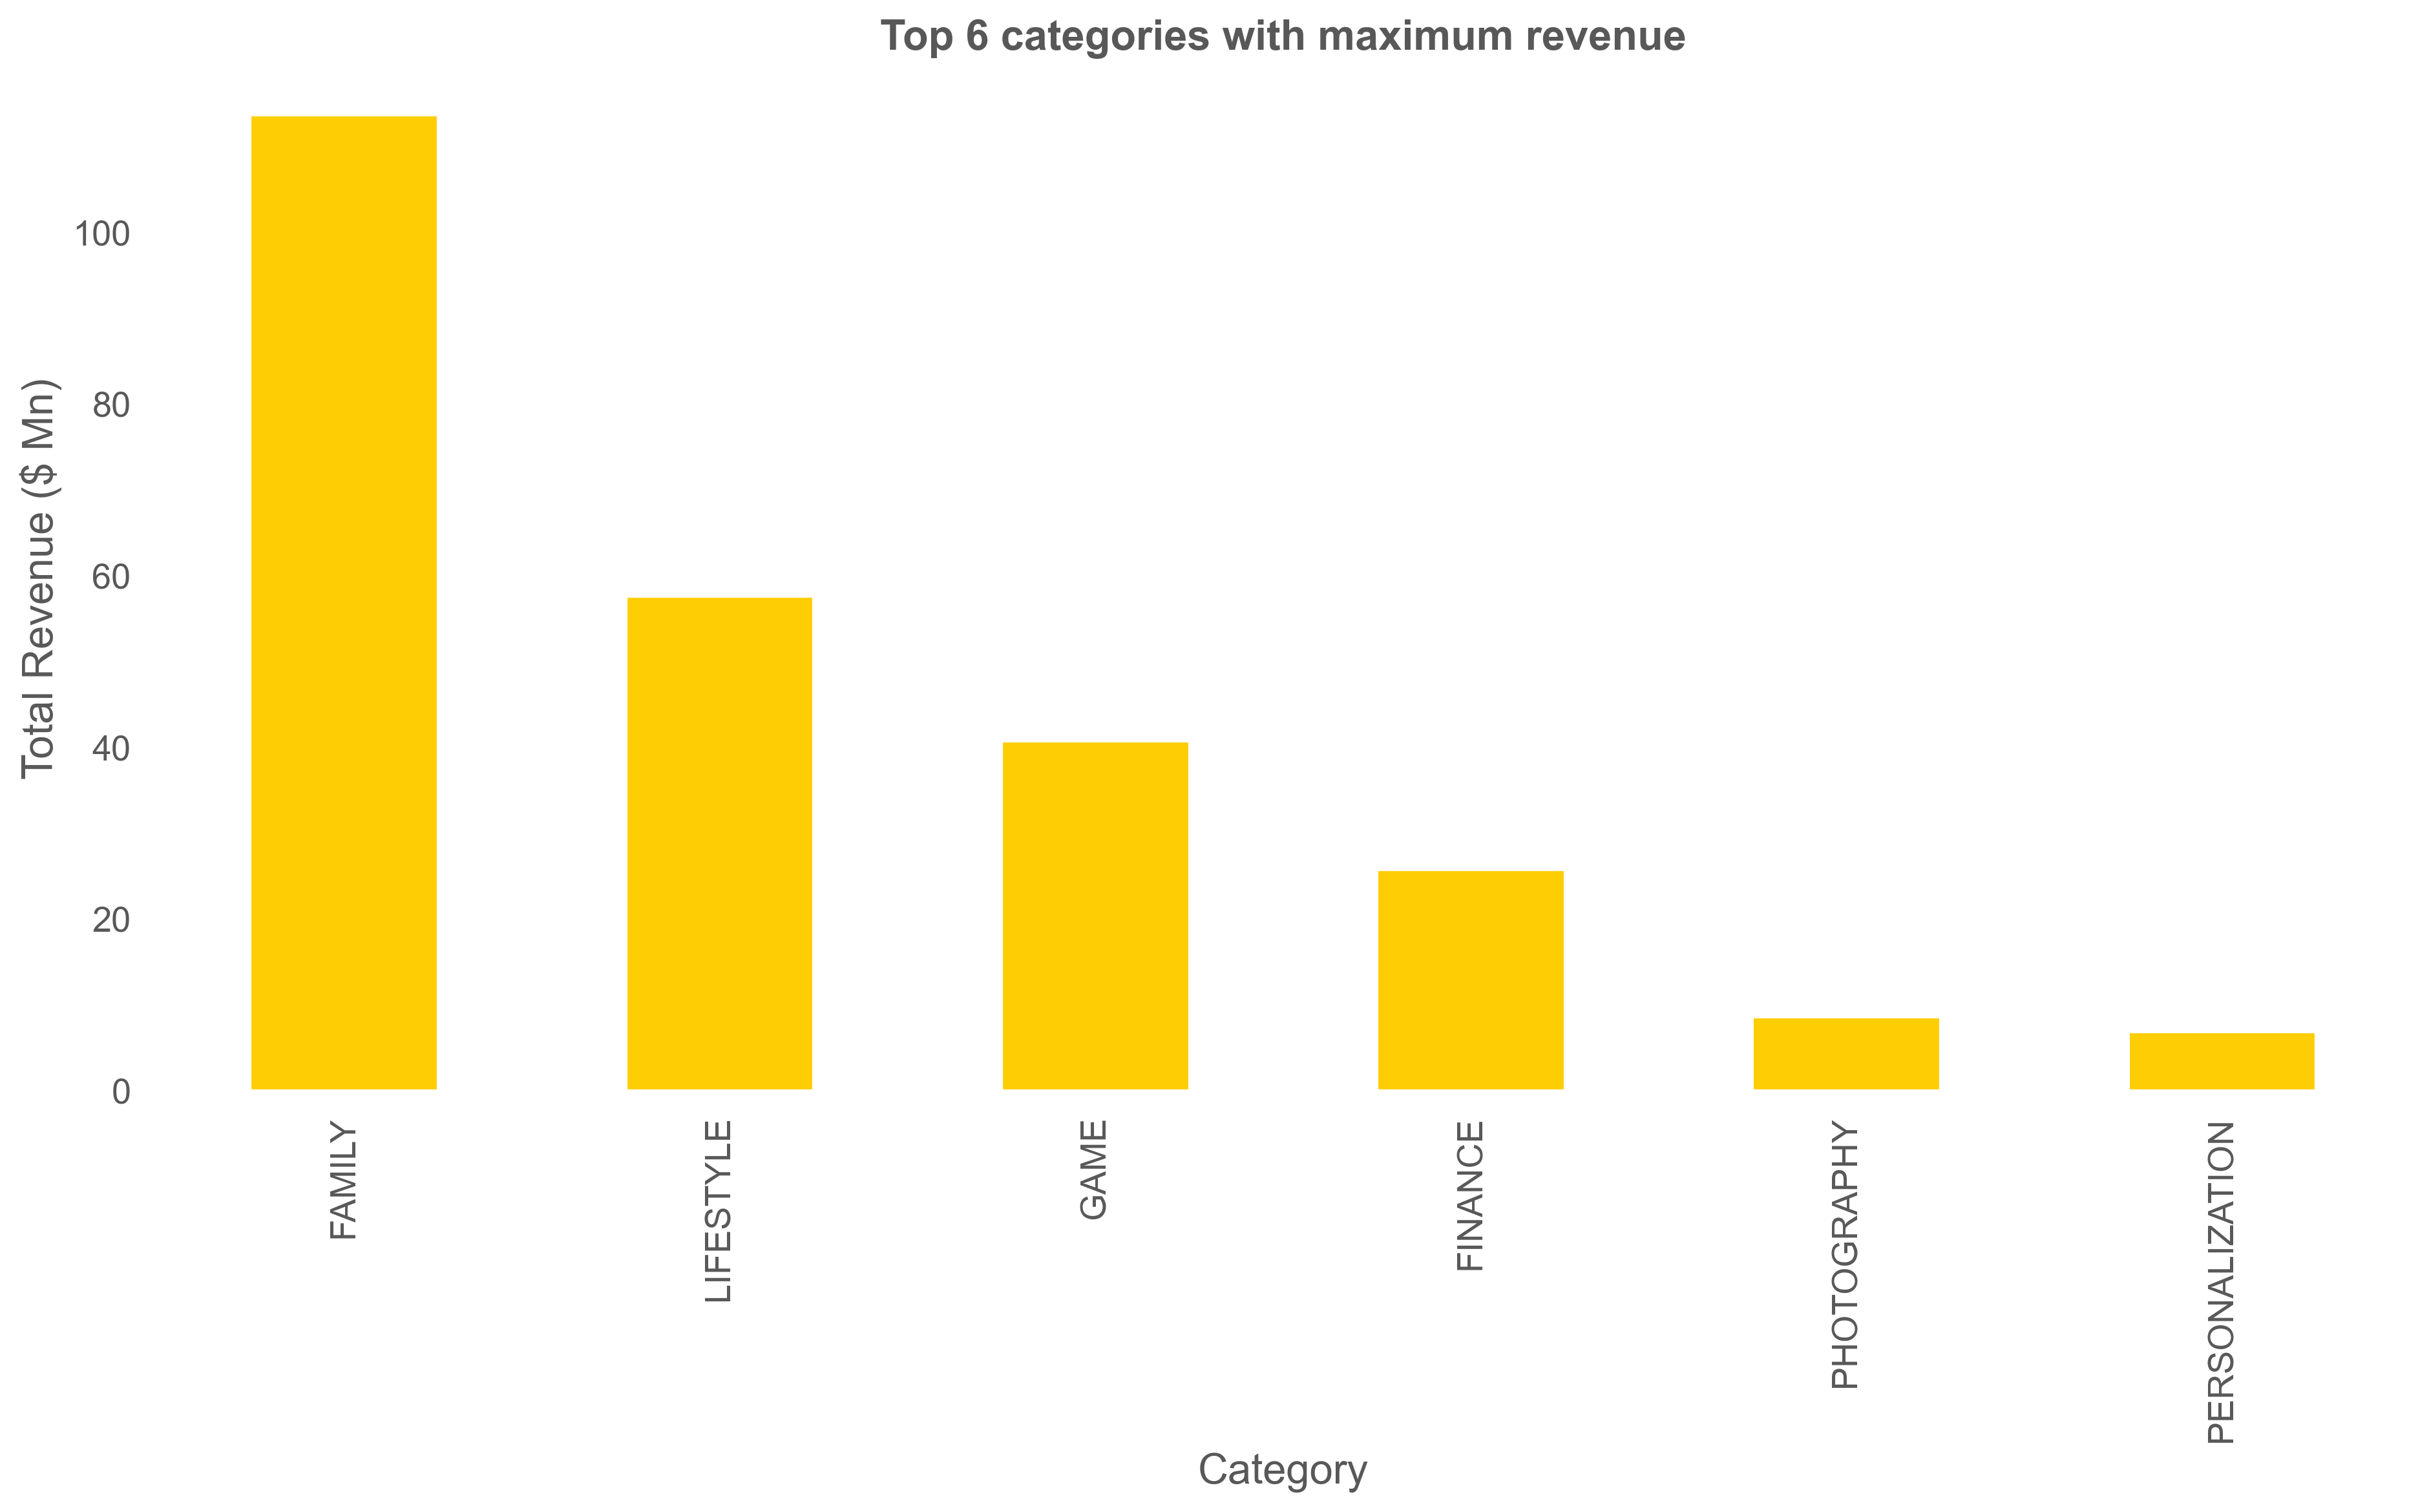 Top 6 categories with maximum revenue
Total Revenue ($ Mn)
100
80
60
40
20
0
FAMILY
LIFESTYLE
GAME
FINANCE
PHOTOGRAPHY
PERSONALIZATION
Category